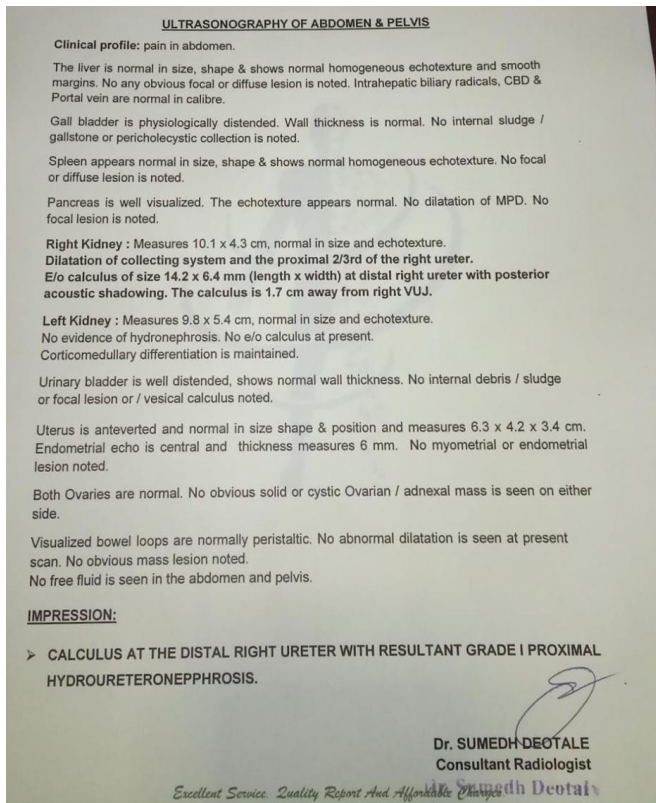 ULTRASONOGRAPHY OF ABDOMEN & PELVIS
Clinical profile: pain in abdomen.
The liver is normal in size, shape & shows normal homogeneous echotexture and smooth
margins. No any obvious focal or diffuse lesion is noted. Intrahepatic biliary radicals, CBD &
Portal vein are normal in calibre.
Gall bladder is physiologically distended. Wall thickness is normal. No internal sludge /
gallstone or pericholecystic collection is noted.
Spleen appears normal in size, shape & shows normal homogeneous echotexture. No focal
or diffuse lesion is noted.
Pancreas is well visualized. The echotexture appears normal. No dilatation of MPD. No
focal lesion is noted.
Right Kidney : Measures 10.1 x 4.3 cm, normal in size and echotexture.
Dilatation of collecting system and the proximal 2/3rd of the right ureter.
E/o calculus of size 14.2 x 6.4 mm (length x width) at distal right ureter with posterior
acoustic shadowing. The calculus is 1.7 cm away from right VUJ.
Left Kidney : Measures 9.8 x 5.4 cm, normal in size and echotexture.
No evidence of hydronephrosis. No e/o calculus at present.
Corticomedullary differentiation is maintained.
Urinary bladder is well distended, shows normal wall thickness. No internal debris / sludge
or focal lesion or / vesical calculus noted.
Uterus is anteverted and normal in size shape & position and measures 6.3 x 4.2 x 3.4 cm.
Endometrial echo is central and thickness measures 6 mm. No myometrial or endometrial
lesion noted.
Both Ovaries are normal. No obvious solid or cystic Ovarian / adnexal mass is seen on either
side.
Visualized bowel loops are normally peristaltic. No abnormal dilatation is seen at present
scan. No obvious mass lesion noted.
No free fluid is seen in the abdomen and pelvis.
IMPRESSION:
➢ CALCULUS AT THE DISTAL RIGHT URETER WITH RESULTANT GRADE I PROXIMAL
HYDROURETERONEPPHROSIS.
Dr. SUMEDH DEOTALE
Consultant Radiologist
Excellent Service. Quality Report And Affordable Charges
Sumedh